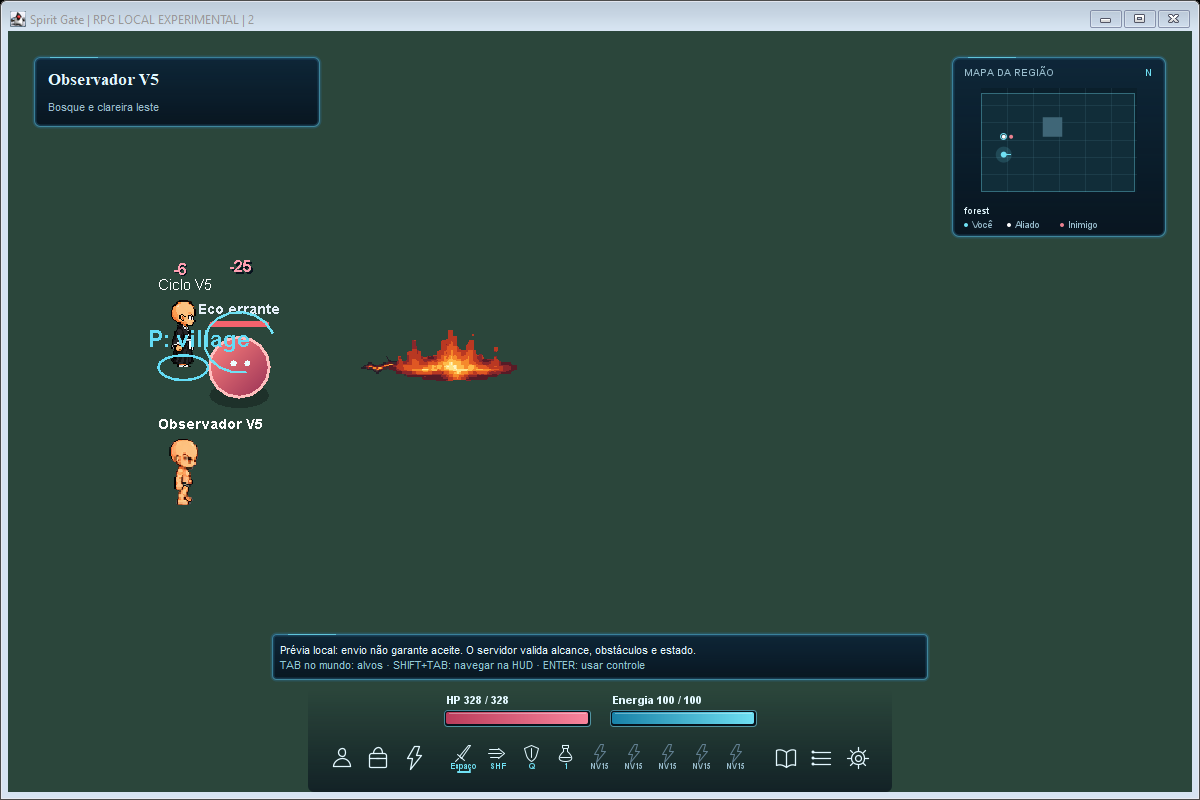 Spirit Gate | RPG LOCAL EXPERIMENTAL | 2
Observador V5
Bosque e clareira leste
MAPA DA REGIÃO
N
forest
Você
Aliado
Inimigo
-6
-25
Ciclo V5
Eco errante
P: village
Observador V5
Prévia local: envio não garante aceite. O servidor valida alcance, obstáculos e estado.
TAB no mundo: alvos · SHIFT+TAB: navegar na HUD · ENTER: usar controle
HP 328 / 328
Energia 100 / 100
Espaço
SHF
Q
1
NV15
NV15
NV15
NV15
NV15